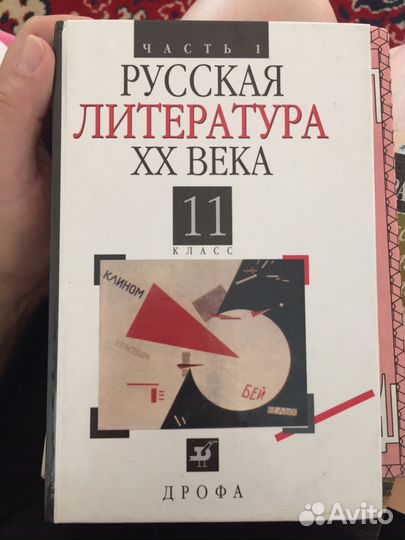 ЧАСТЬ 1
РУССКАЯ
ЛИТЕРАТУРА
XX ВЕКА
11
КЛАСС
КЛИНОМ
КРАСНЫМ
БЕЙ
БЕЛЫХ
ДРОФА
Avito